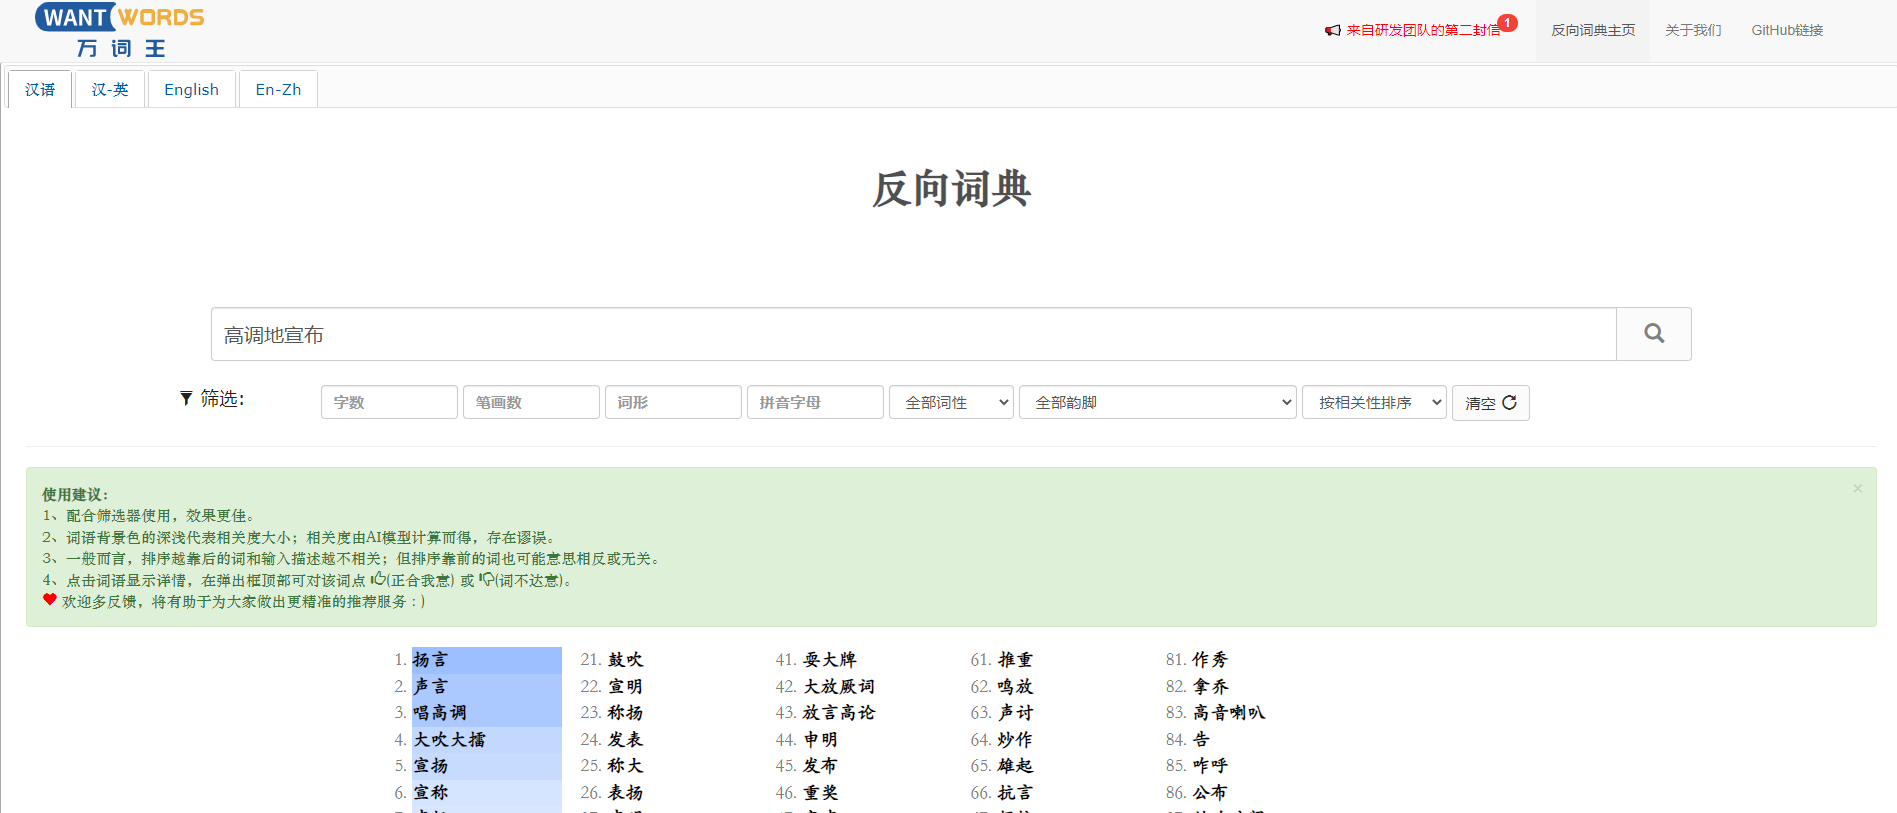 WANT WORDS
万词王
来自研发团队的第二封信 1
反向词典主页
关于我们
GitHub链接
汉语
汉-英
English
En-Zh
反向词典
高调地宣布
筛选:
字数
笔画数
词形
拼音字母
全部词性
全部韵脚
按相关性排序
清空
使用建议：
1、配合筛选器使用，效果更佳。
2、词语背景色的深浅代表相关度大小；相关度由AI模型计算而得，存在谬误。
3、一般而言，排序越靠后的词和输入描述越不相关；但排序靠前的词也可能意思相反或无关。
4、点击词语显示详情，在弹出框顶部可对该词点 (正合我意) 或 (词不达意)。
欢迎多反馈，将有助于为大家做出更精准的推荐服务 : )
1. 扬言
2. 声言
3. 唱高调
4. 大吹大擂
5. 宣扬
6. 宣称
21. 鼓吹
22. 宣明
23. 称扬
24. 发表
25. 称大
26. 表扬
41. 耍大牌
42. 大放厥词
43. 放言高论
44. 申明
45. 发布
46. 重奖
61. 推重
62. 鸣放
63. 声讨
64. 炒作
65. 雄起
66. 抗言
81. 作秀
82. 拿乔
83. 高音喇叭
84. 告
85. 咋呼
86. 公布